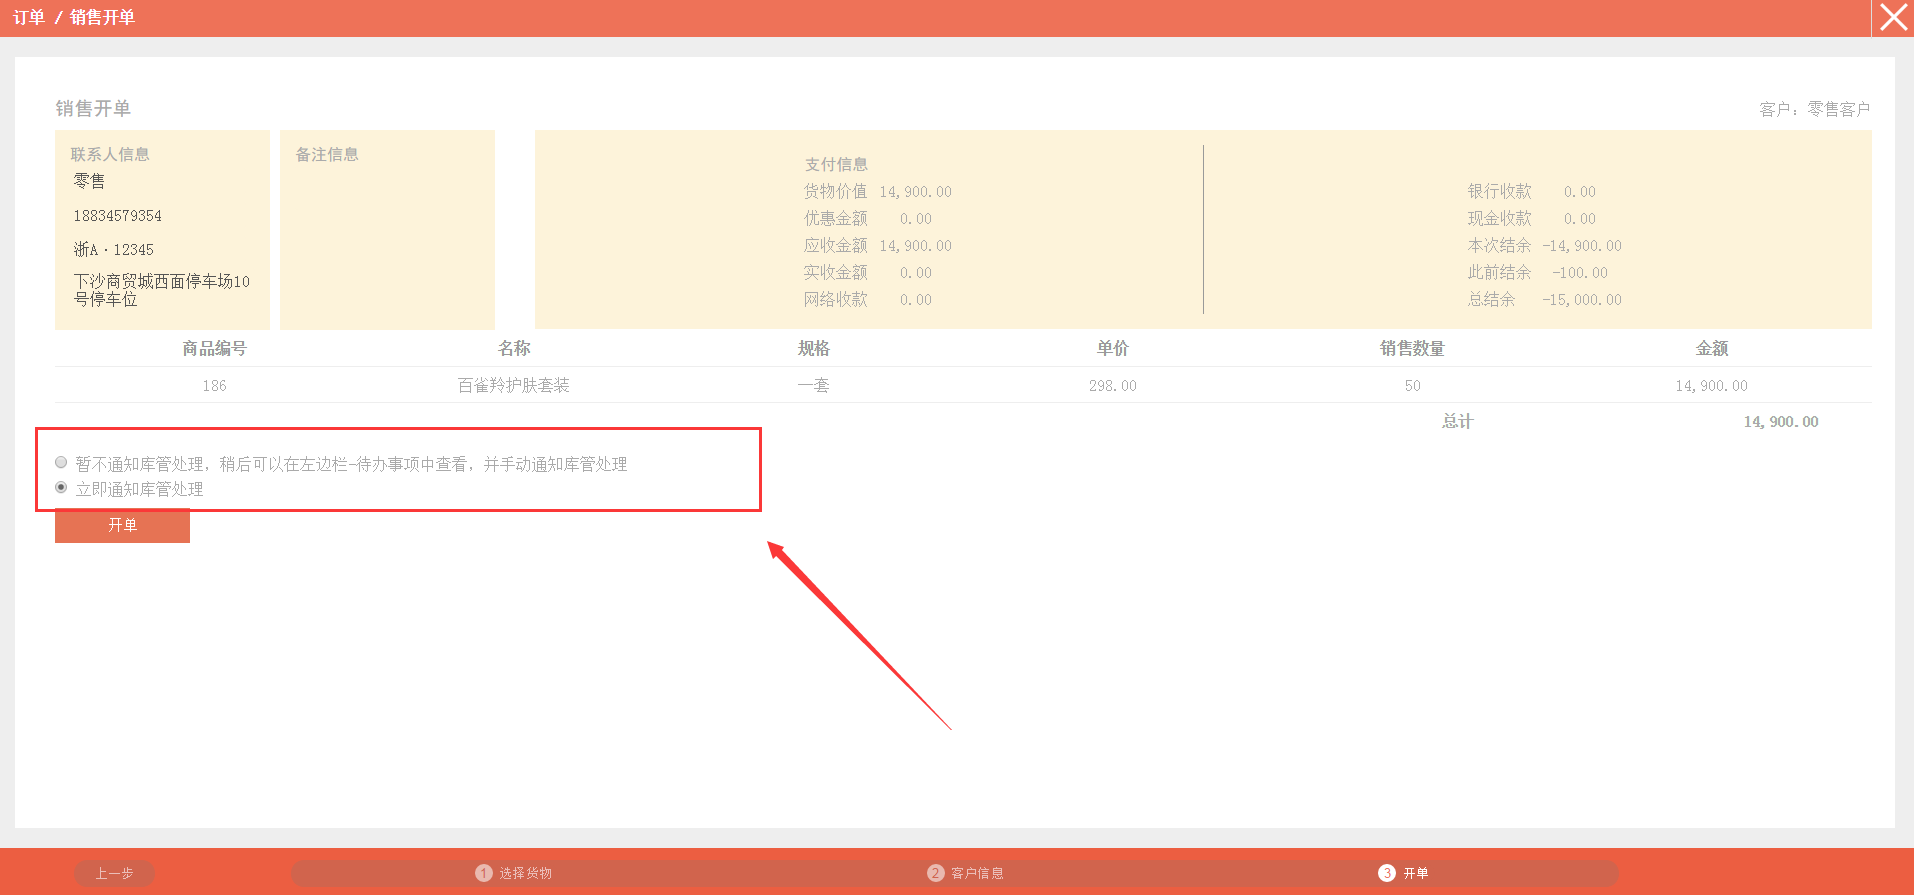 订单 / 销售开单
销售开单
客户：零售客户
联系人信息
零售
18834579354
浙A·12345
下沙商贸城西面停车场10
号停车位
备注信息
支付信息
货物价值 14,900.00
优惠金额 0.00
应收金额 14,900.00
实收金额 0.00
网络收款 0.00
银行收款 0.00
现金收款 0.00
本次结余 -14,900.00
此前结余 -100.00
总结余 -15,000.00
商品编号 名称 规格 单价 销售数量 金额
186 百雀羚护肤套装 一套 298.00 50 14,900.00
总计 14,900.00
暂不通知库管处理，稍后可以在左边栏-待办事项中查看，并手动通知库管处理
立即通知库管处理
开单
上一步 1 选择货物 2 客户信息 3 开单